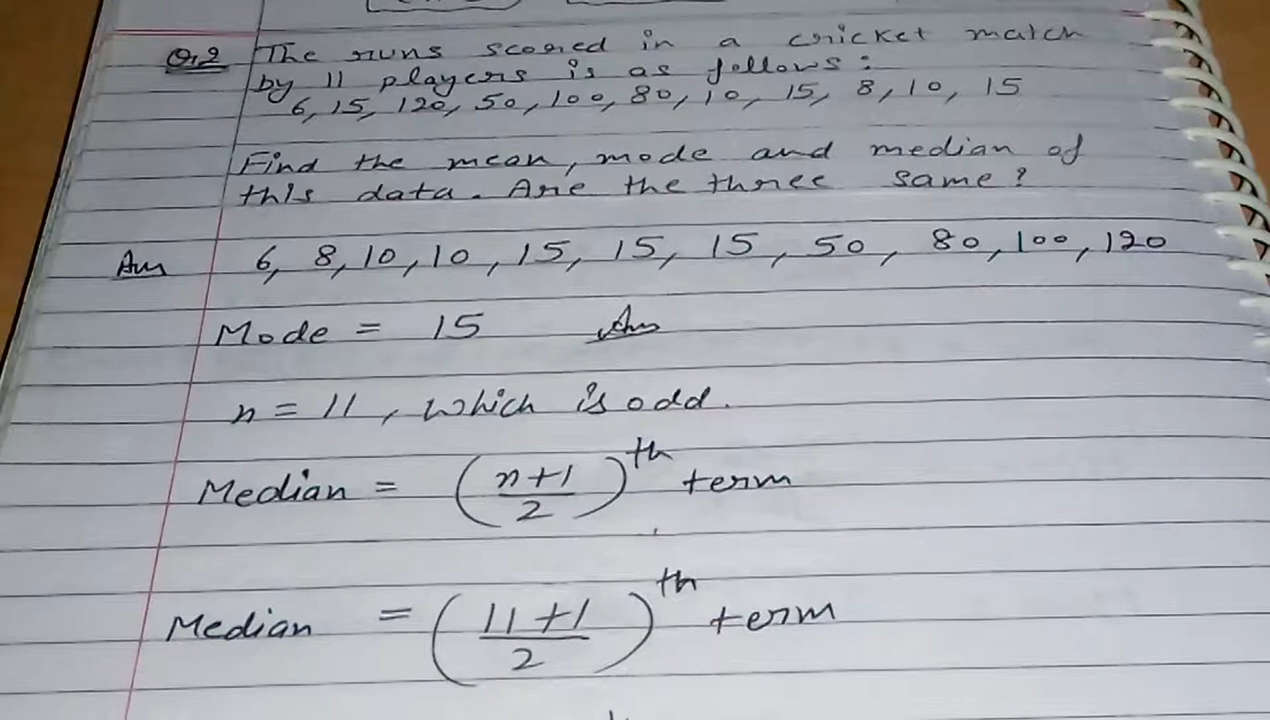 Q.2 The runs scored in a cricket match
by 11 players is as follows:
6, 15, 120, 50, 100, 80, 10, 15, 8, 10, 15
Find the mean, mode and median of
this data. Are the three same?
Ans 6, 8, 10, 10, 15, 15, 15, 50, 80, 100, 120
Mode = 15 Ans
n = 11, which is odd.
Median = (n+1/2)th term
Median = (11+1/2)th term